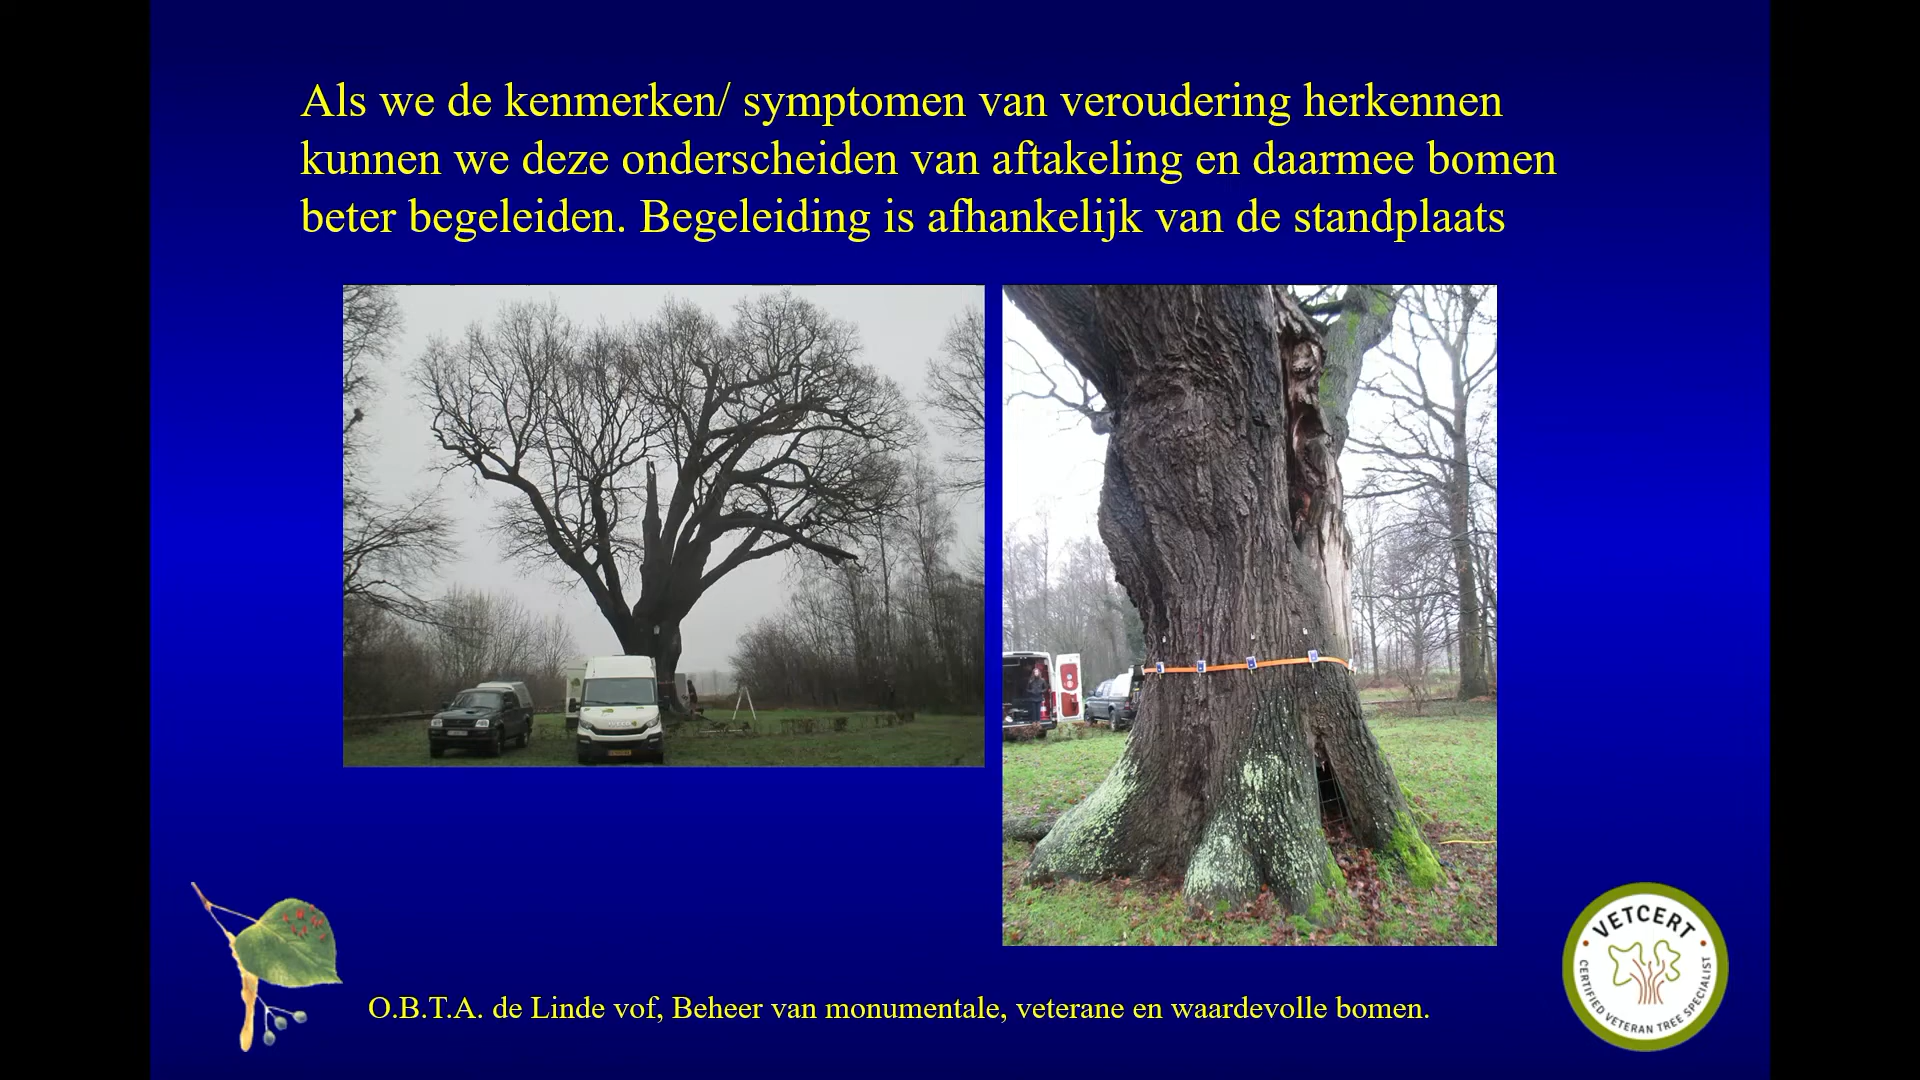 Als we de kenmerken/ symptomen van veroudering herkennen
kunnen we deze onderscheiden van aftakeling en daarmee bomen
beter begeleiden. Begeleiding is afhankelijk van de standplaats
O.B.T.A. de Linde vof, Beheer van monumentale, veterane en waardevolle bomen.
VETCERT
CERTIFIED VETERAN TREE SPECIALIST